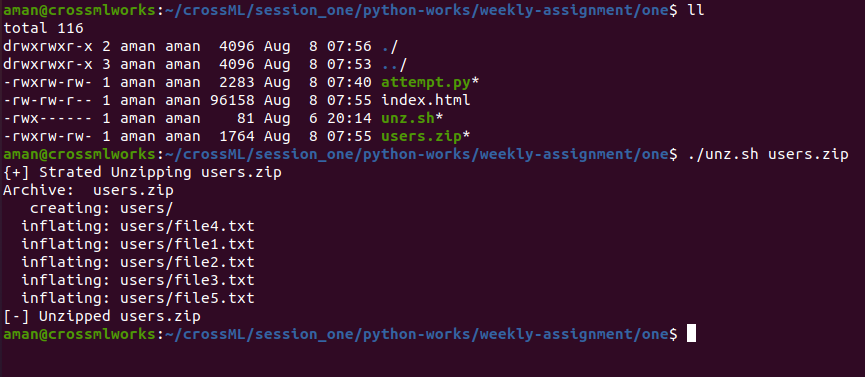 aman@crossmlworks:~/crossML/session_one/python-works/weekly-assignment/one$ ll
total 116
drwxrwxr-x 2 aman aman  4096 Aug  8 07:56 ./
drwxrwxr-x 3 aman aman  4096 Aug  8 07:53 ../
-rwxrw-rw- 1 aman aman  2283 Aug  8 07:40 attempt.py*
-rw-rw-r-- 1 aman aman 96158 Aug  8 07:55 index.html
-rwx------ 1 aman aman    81 Aug  6 20:14 unz.sh*
-rwxrw-rw- 1 aman aman  1764 Aug  8 07:55 users.zip*
aman@crossmlworks:~/crossML/session_one/python-works/weekly-assignment/one$ ./unz.sh users.zip
{+] Strated Unzipping users.zip
Archive:  users.zip
   creating: users/
  inflating: users/file4.txt
  inflating: users/file1.txt
  inflating: users/file2.txt
  inflating: users/file3.txt
  inflating: users/file5.txt
[-] Unzipped users.zip
aman@crossmlworks:~/crossML/session_one/python-works/weekly-assignment/one$